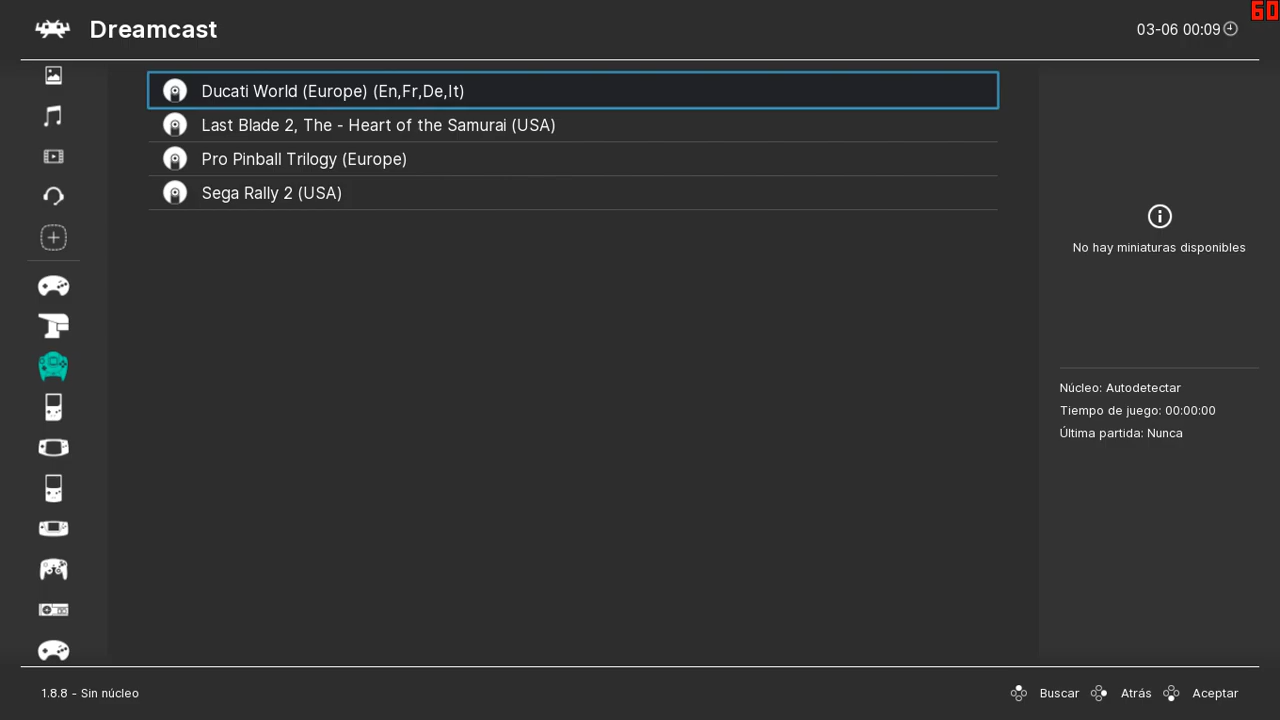 Dreamcast
03-06 00:09
60
Ducati World (Europe) (En,Fr,De,It)
Last Blade 2, The - Heart of the Samurai (USA)
Pro Pinball Trilogy (Europe)
Sega Rally 2 (USA)
No hay miniaturas disponibles
Núcleo: Autodetectar
Tiempo de juego: 00:00:00
Última partida: Nunca
1.8.8 - Sin núcleo
Buscar Atrás Aceptar